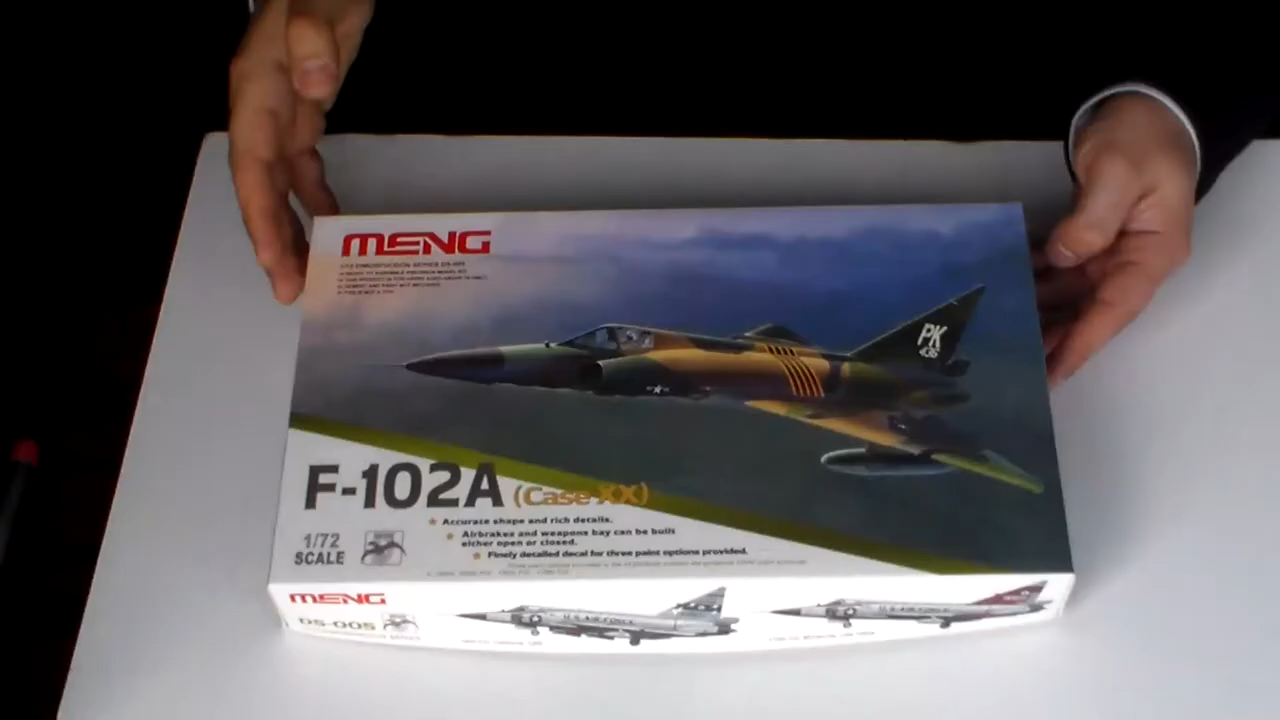 MENG
PK
436
F-102A (Case XX)
Accurate shape and rich details.
Airbrakes and weapons bay can be built
either open or closed.
1/72
SCALE
Finely detailed decal for three paint options provided.
MENG
DS-005
U.S. AIR FORCE
U.S. AIR FORCE